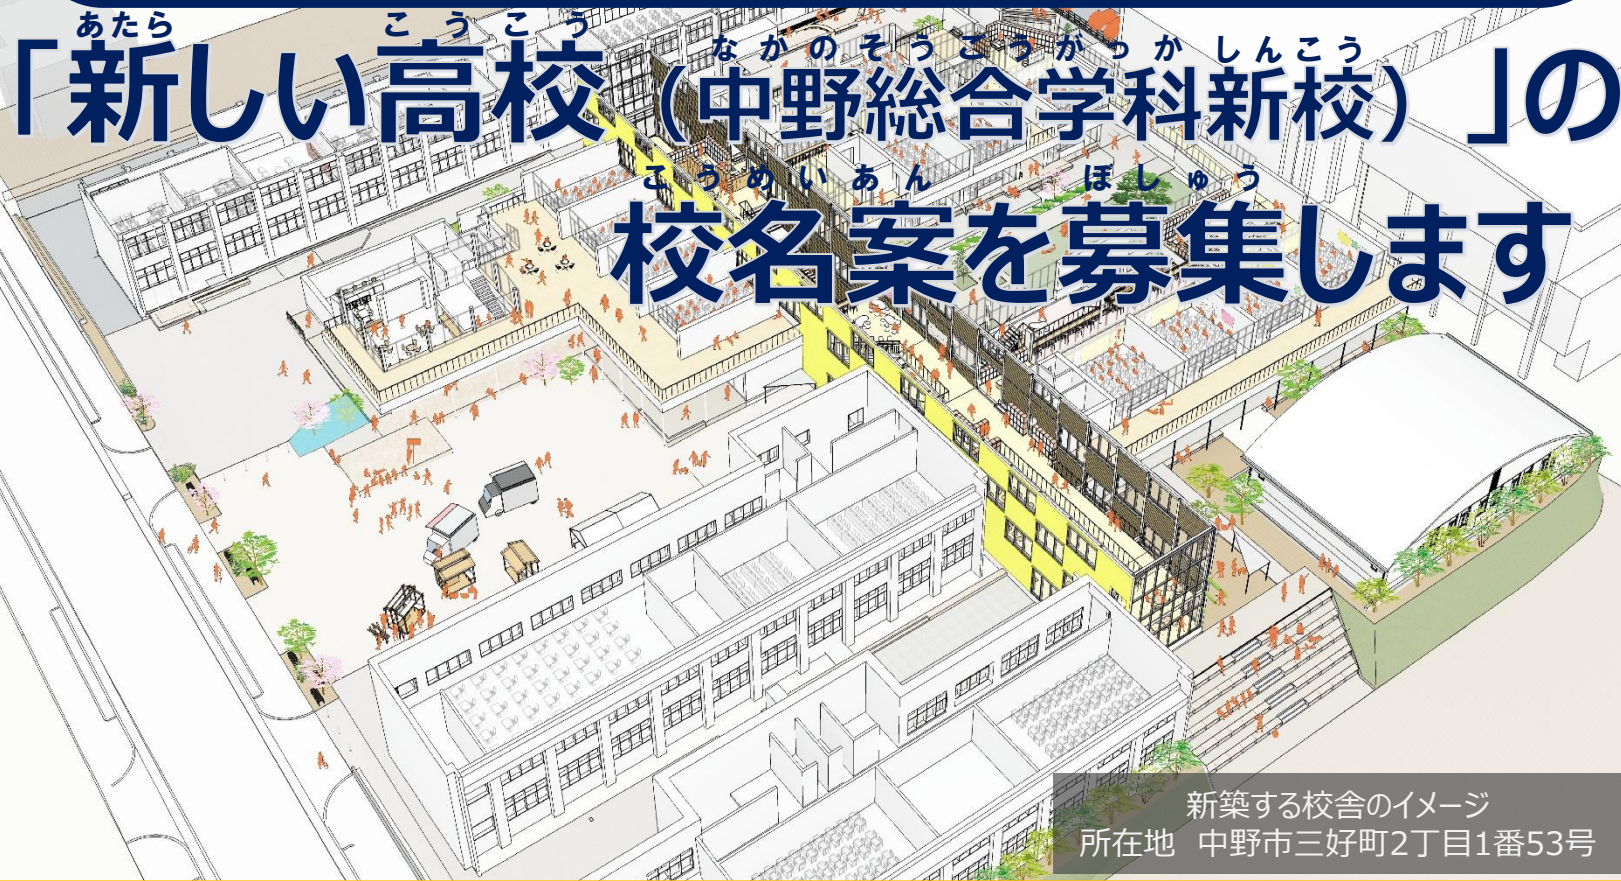 あたら こうこう なかのそうごうがっかしんこう
「新しい高校（中野総合学科新校）」の
こうめいあん ぼしゅう
校名案を募集します
新築する校舎のイメージ
所在地 中野市三好町2丁目1番53号